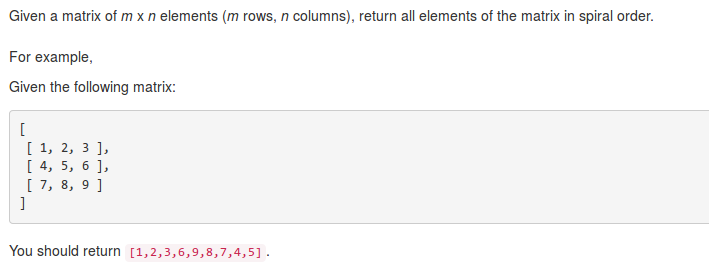 Given a matrix of m x n elements (m rows, n columns), return all elements of the matrix in spiral order.
For example,
Given the following matrix:
[
[ 1, 2, 3 ],
[ 4, 5, 6 ],
[ 7, 8, 9 ]
]
You should return [1,2,3,6,9,8,7,4,5] .